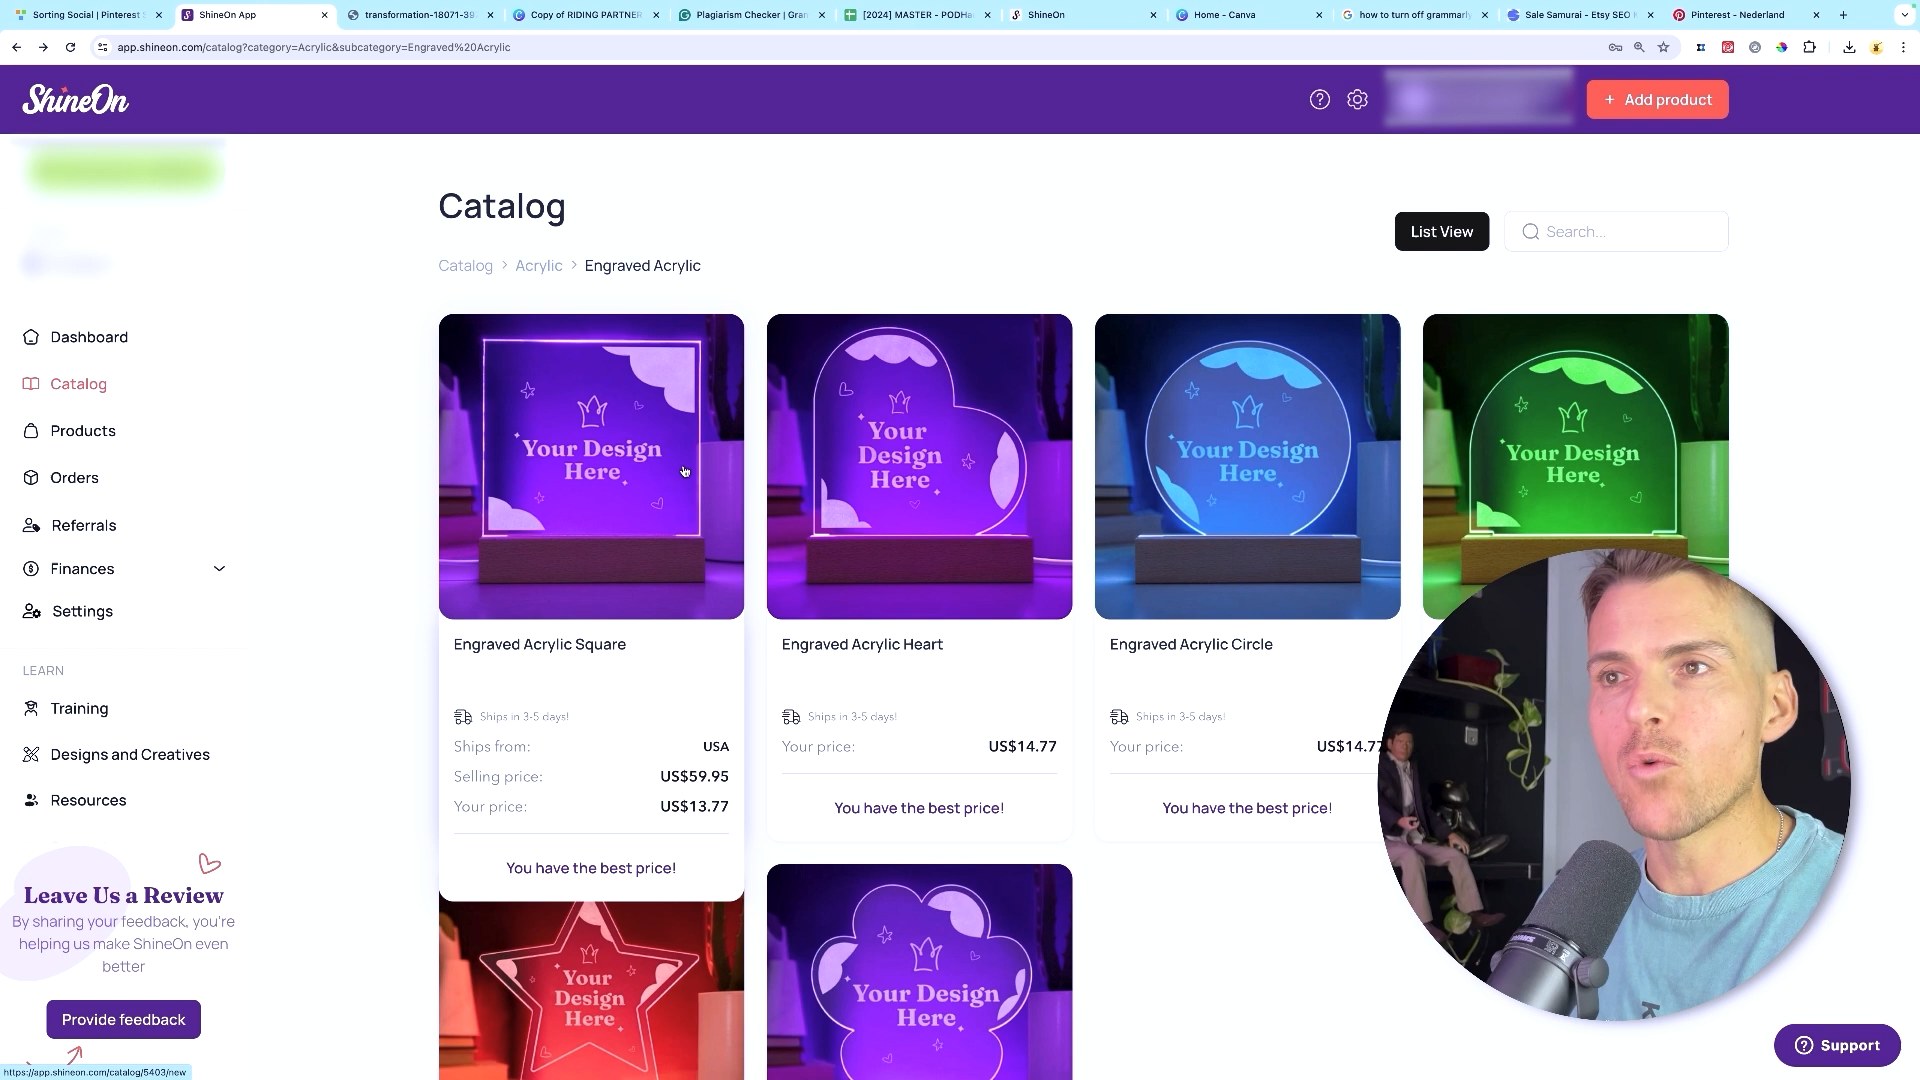 Sorting Social | Pinterest S
ShineOn App
transformation-18071-39
Copy of RIDING PARTNER
Plagiarism Checker | Gran
[2024] MASTER - PODHa
ShineOn
Home - Canva
how to turn off grammarly
Sale Samurai - Etsy SEO
Pinterest - Nederland
app.shineon.com/catalog?category=Acrylic&subcategory=Engraved%20Acrylic
ShineOn
+ Add product
Catalog
List View
Search...
Catalog > Acrylic > Engraved Acrylic
Dashboard
Catalog
Products
Orders
Referrals
Finances
Settings
LEARN
Training
Designs and Creatives
Resources
Leave Us a Review
By sharing your feedback, you're
helping us make ShineOn even
better
Provide feedback
Your Design
Here
Engraved Acrylic Square
Ships in 3-5 days!
Ships from: USA
Selling price: US$59.95
Your price: US$13.77
You have the best price!
Your
Design
Here
Engraved Acrylic Heart
Ships in 3-5 days!
Your price: US$14.77
You have the best price!
Your Design
Here
Engraved Acrylic Circle
Ships in 3-5 days!
Your price: US$14.77
You have the best price!
Your Design
Here
Your
Design
Here
Your Design
Here
Support
https://app.shineon.com/catalog/5403/new